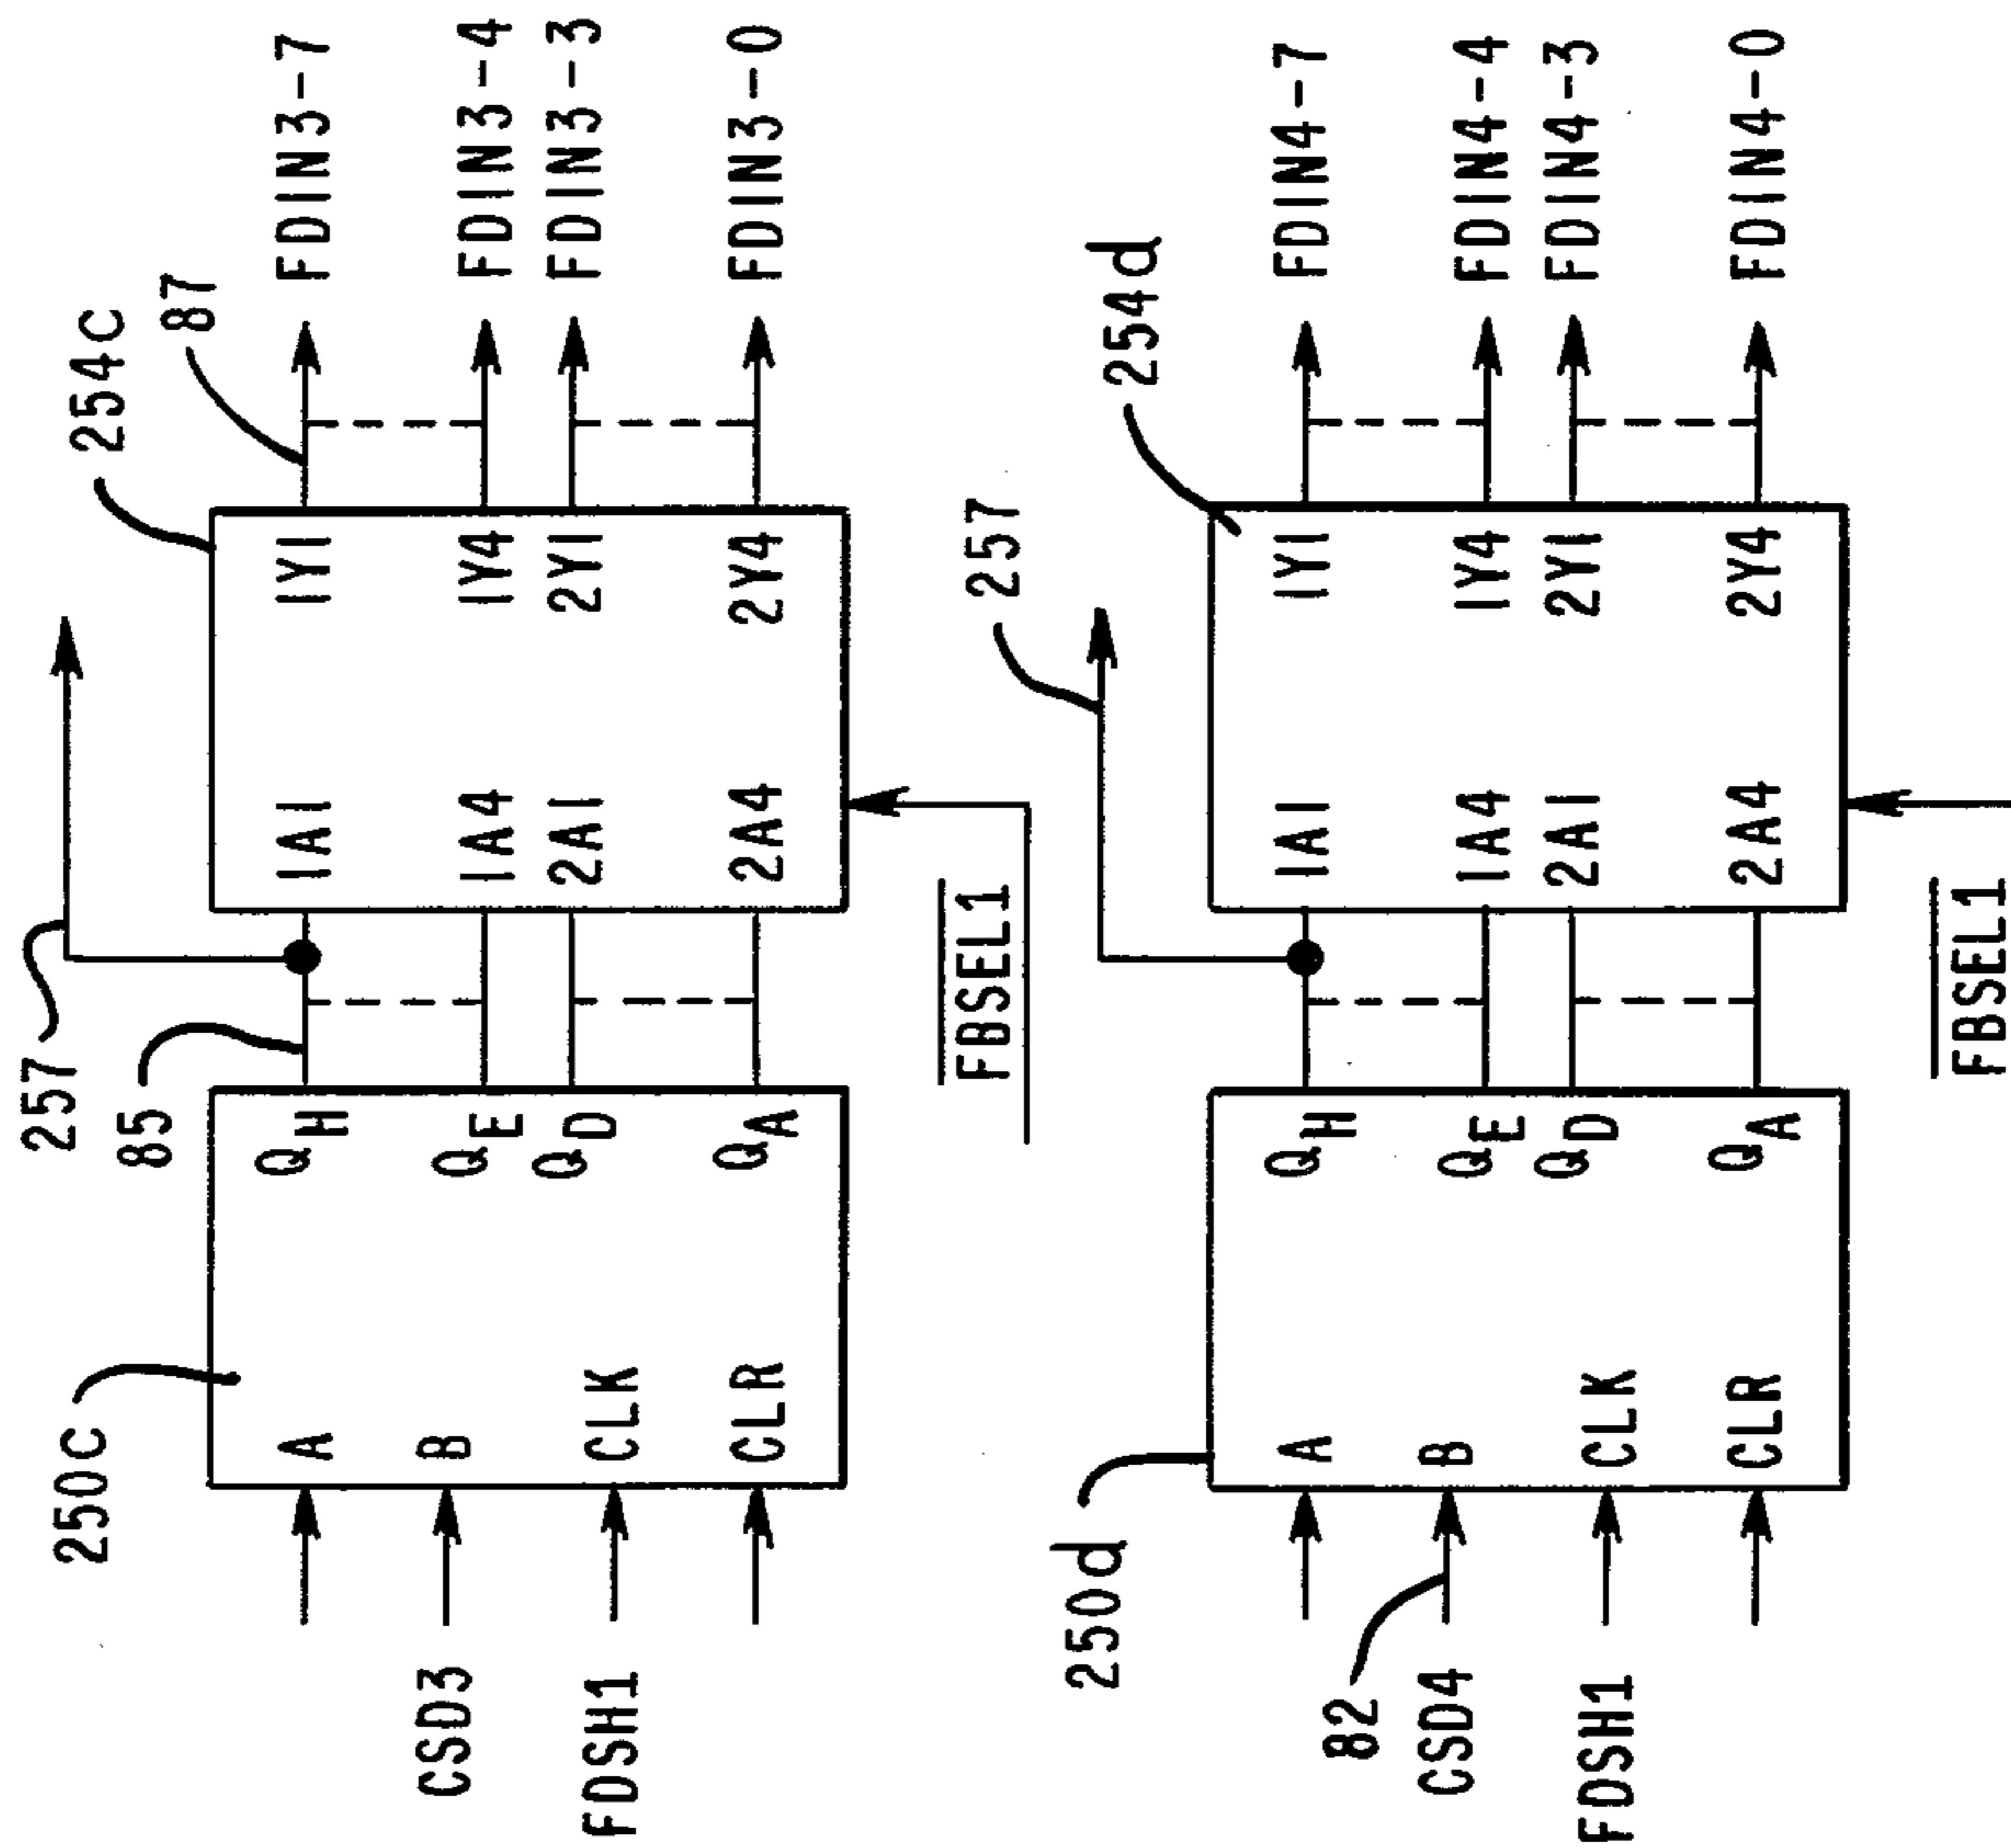 257
254c
87
85
250c
A
B
CLK
CLR
CSD3
FDSH1
QH
QE
QD
QA
1A1
1A4
2A1
2A4
1Y1
1Y4
2Y1
2Y4
FDIN3-7
FDIN3-4
FDIN3-3
FDIN3-0
FBSEL1
257
254d
250d
82
A
B
CLK
CLR
CSD4
FDSH1
QH
QE
QD
QA
1A1
1A4
2A1
2A4
1Y1
1Y4
2Y1
2Y4
FDIN4-7
FDIN4-4
FDIN4-3
FDIN4-0
FBSEL1